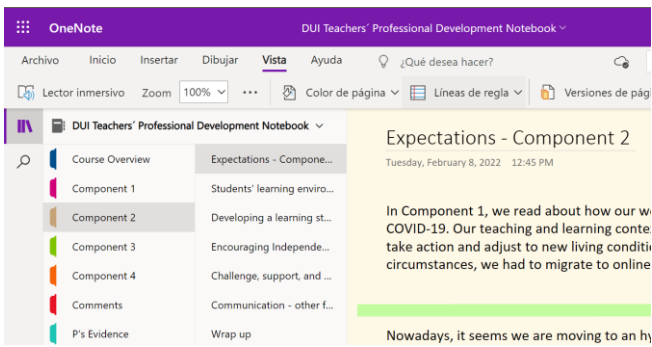 OneNote
DUI Teachers´ Professional Development Notebook
Archivo Inicio Insertar Dibujar Vista Ayuda ¿Qué desea hacer?
Lector inmersivo Zoom 100% ... Color de página Líneas de regla Versiones de pági
DUI Teachers´ Professional Development Notebook
Course Overview
Component 1
Component 2
Component 3
Component 4
Comments
P's Evidence
Expectations - Compone...
Students' learning enviro...
Developing a learning st...
Encouraging Independe...
Challenge, support, and ...
Communication - other f...
Wrap up
Expectations - Component 2
Tuesday, February 8, 2022 12:45 PM
In Component 1, we read about how our w
COVID-19. Our teaching and learning conte
take action and adjust to new living conditi
circumstances, we had to migrate to online
Nowadays, it seems we are moving to an hy